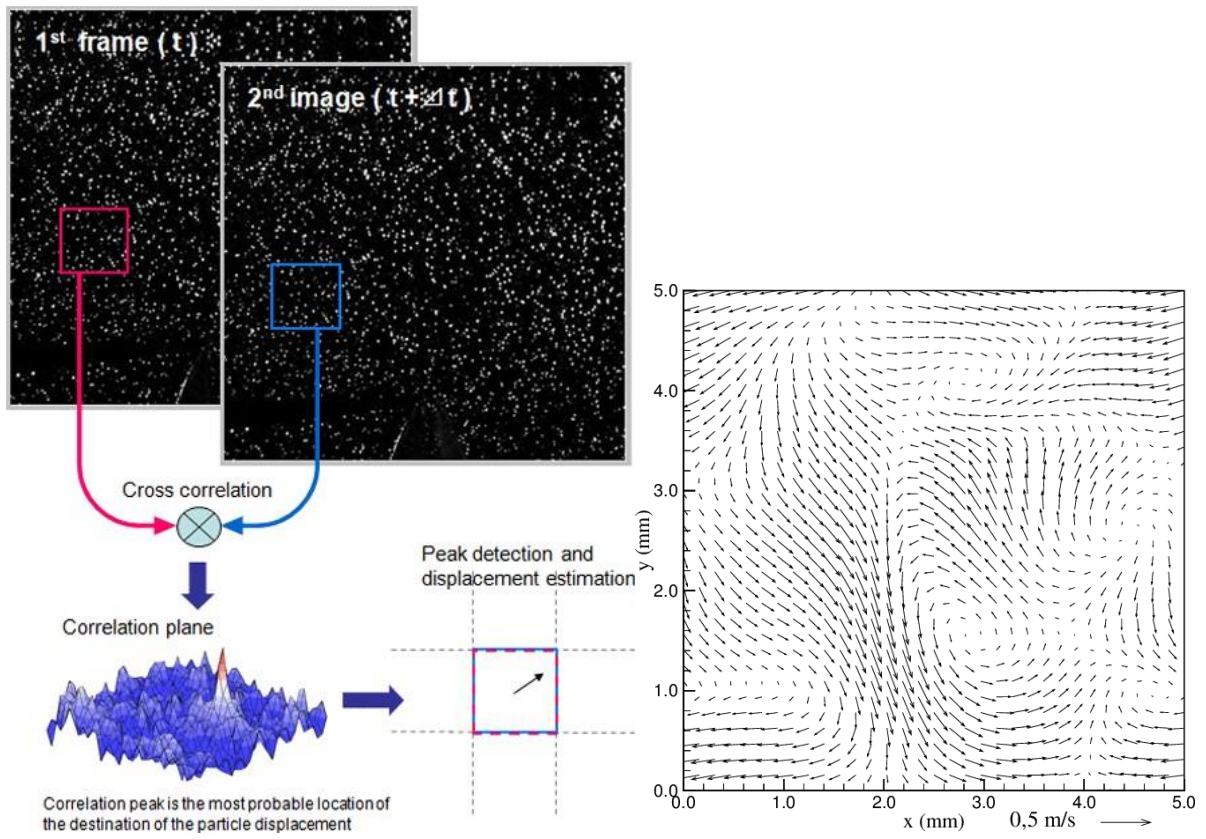 1st frame ( t )
2nd image ( t + ⊿ t )
Cross correlation
Peak detection and
displacement estimation
Correlation plane
Correlation peak is the most probable location of
the destination of the particle displacement
5.0
4.0
3.0
y (mm)
2.0
1.0
0.0
0.0 1.0 2.0 3.0 4.0 5.0
x (mm) 0,5 m/s